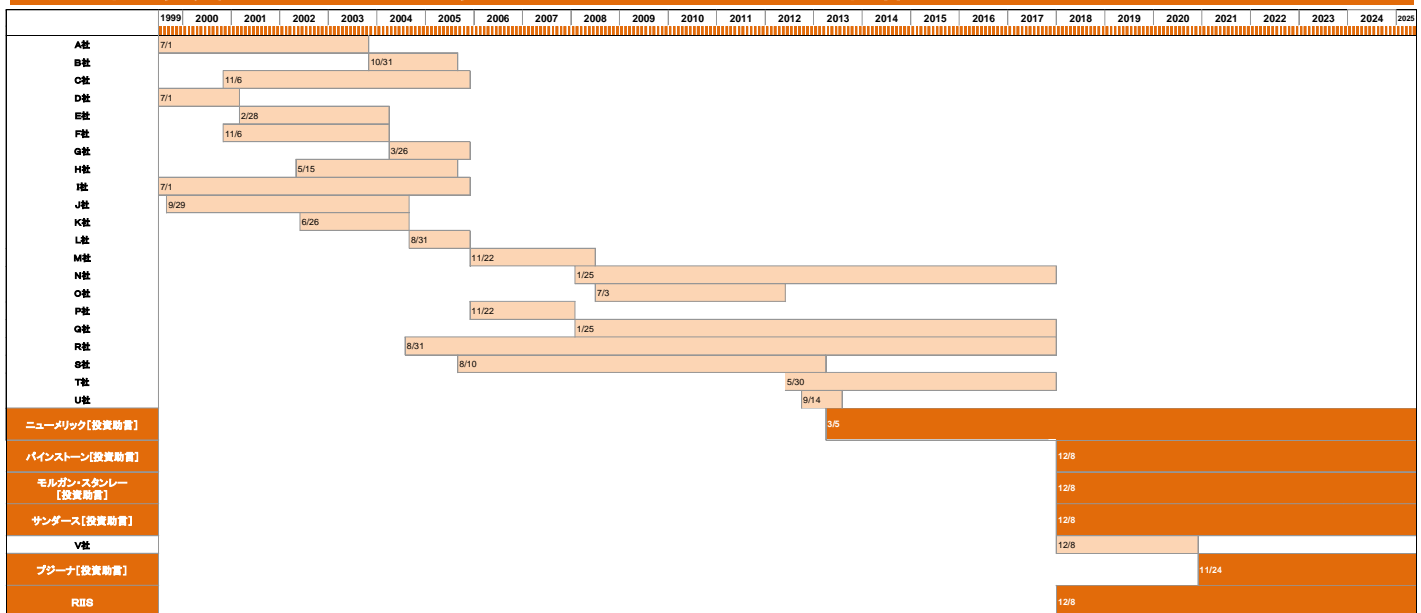 1999 2000 2001 2002 2003 2004 2005 2006 2007 2008 2009 2010 2011 2012 2013 2014 2015 2016 2017 2018 2019 2020 2021 2022 2023 2024 2025
A社 7/1
B社 10/31
C社 11/6
D社 7/1
E社 2/28
F社 11/6
G社 3/26
H社 5/15
I社 7/1
J社 9/29
K社 6/26
L社 8/31
M社 11/22
N社 1/25
O社 7/3
P社 11/22
Q社 1/25
R社 8/31
S社 8/10
T社 5/30
U社 9/14
ニューメリック[投資助言] 3/5
パインストーン[投資助言] 12/8
モルガン・スタンレー
[投資助言] 12/8
サンダース[投資助言] 12/8
V社 12/8
プジーナ[投資助言] 11/24
RIIS 12/8